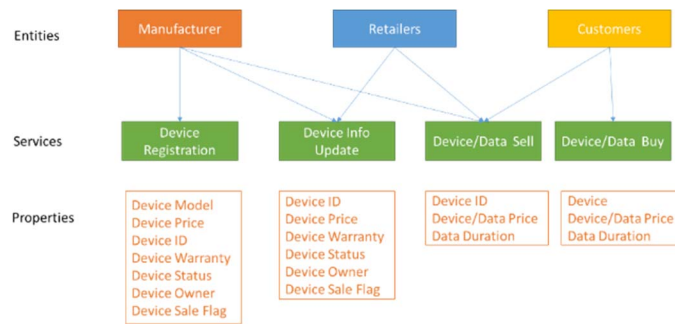 Entities
Manufacturer
Retailers
Customers
Services
Device
Registration
Device Info
Update
Device/Data Sell
Device/Data Buy
Properties
Device Model
Device Price
Device ID
Device Warranty
Device Status
Device Owner
Device Sale Flag
Device ID
Device Price
Device Warranty
Device Status
Device Owner
Device Sale Flag
Device ID
Device/Data Price
Data Duration
Device
Device/Data Price
Data Duration